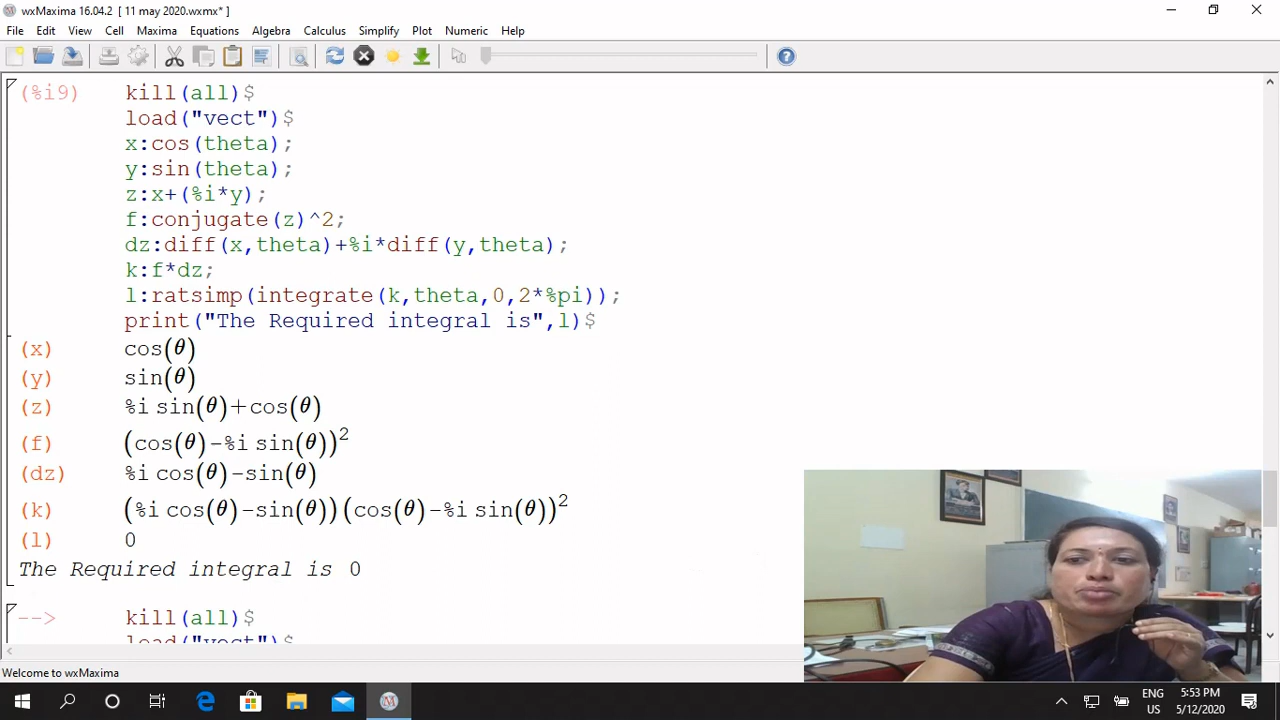 wxMaxima 16.04.2 [ 11 may 2020.wxmx* ]
File Edit View Cell Maxima Equations Algebra Calculus Simplify Plot Numeric Help
(%i9) kill(all)$
load("vect")$
x:cos(theta);
y:sin(theta);
z:x+(%i*y);
f:conjugate(z)^2;
dz:diff(x,theta)+%i*diff(y,theta);
k:f*dz;
l:ratsimp(integrate(k,theta,0,2*%pi));
print("The Required integral is",l)$
(x) cos(θ)
(y) sin(θ)
(z) %i sin(θ)+cos(θ)
(f) (cos(θ)-%i sin(θ))²
(dz) %i cos(θ)-sin(θ)
(k) (%i cos(θ)-sin(θ))(cos(θ)-%i sin(θ))²
(l) 0
The Required integral is 0
--> kill(all)$
load("vect")$
Welcome to wxMaxima
ENG 5:53 PM
US 5/12/2020